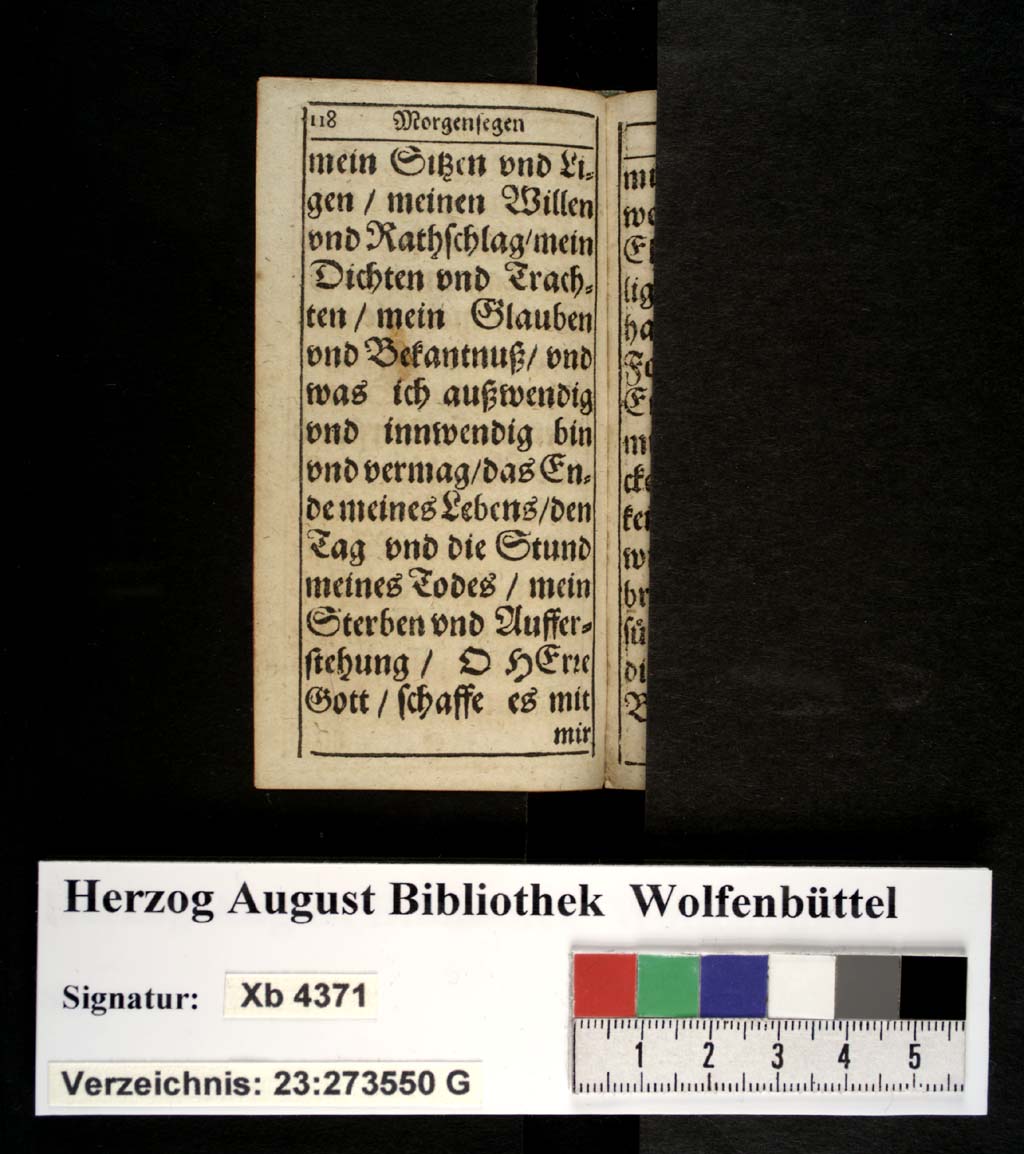 118 Morgensegen
mein Sitzen vnd Li-
gen / meinen Willen
vnd Rathschlag/mein
Dichten vnd Trach-
ten / mein Glauben
vnd Bekantnuß/ vnd
was ich außwendig
vnd innwendig bin
vnd vermag/das En-
de meines Lebens/den
Tag vnd die Stund
meines Todes / mein
Sterben vnd Auffer-
stehung / O HErre
Gott / schaffe es mit
mir
Herzog August Bibliothek Wolfenbüttel
Signatur: Xb 4371
Verzeichnis: 23:273550 G
1 2 3 4 5